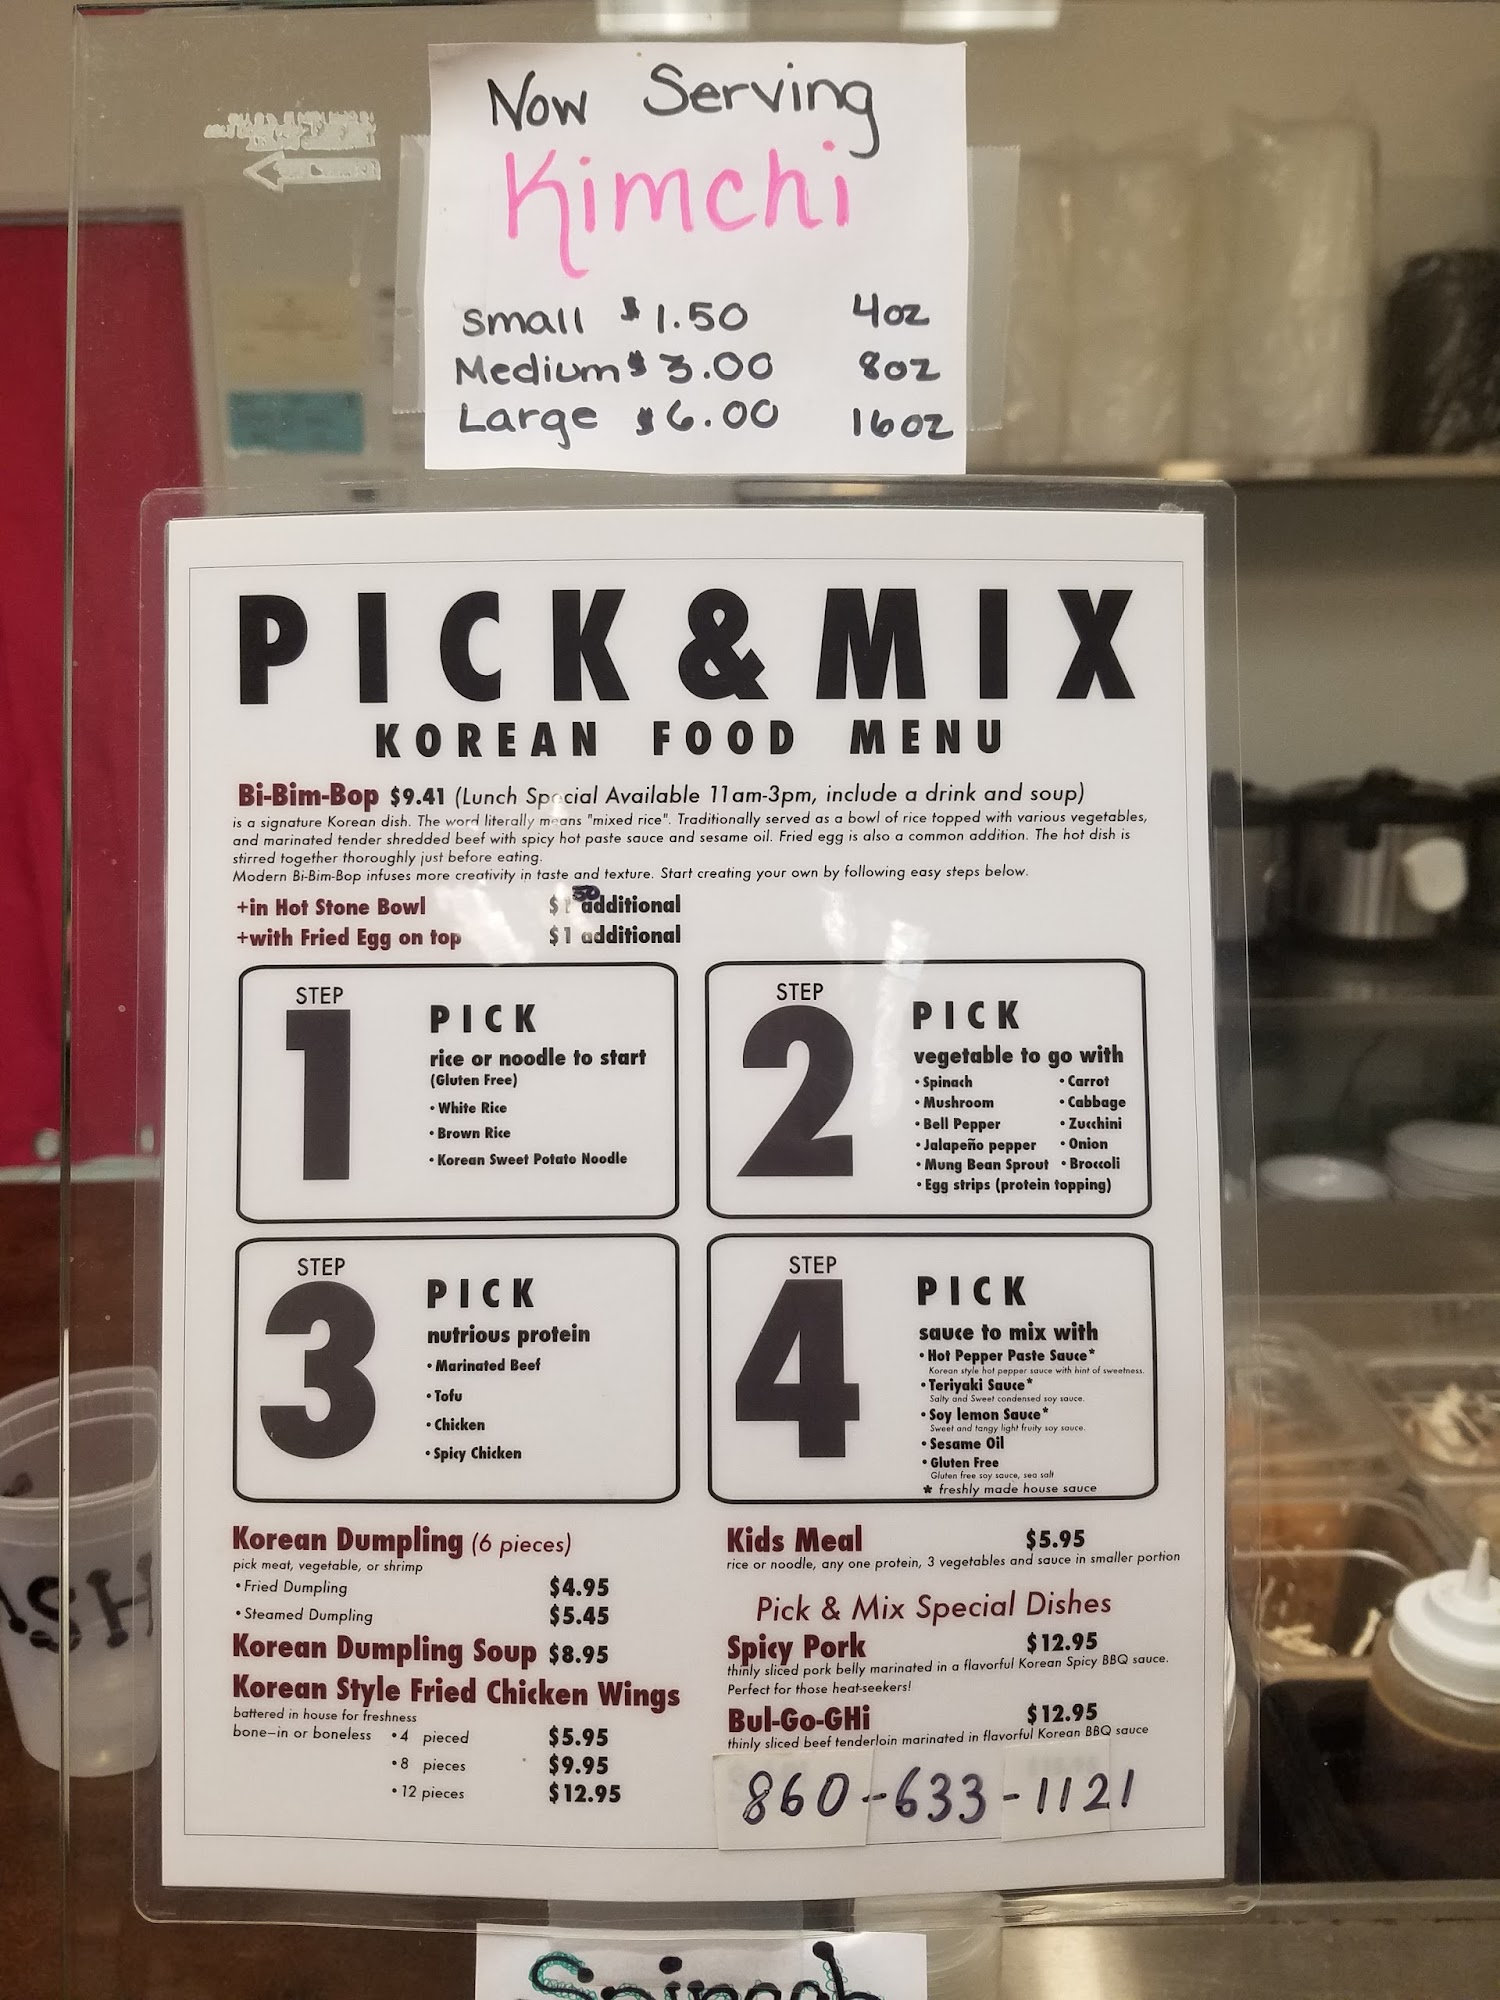 Now Serving
Kimchi
Small $1.50 4oz
Medium $3.00 8oz
Large $6.00 16oz
PICK&MIX
KOREAN FOOD MENU
Bi-Bim-Bop $9.41 (Lunch Special Available 11am-3pm, include a drink and soup)
is a signature Korean dish. The word literally means "mixed rice". Traditionally served as a bowl of rice topped with various vegetables,
and marinated tender shredded beef with spicy hot paste sauce and sesame oil. Fried egg is also a common addition. The hot dish is
stirred together thoroughly just before eating.
Modern Bi-Bim-Bop infuses more creativity in taste and texture. Start creating your own by following easy steps below.
+in Hot Stone Bowl $1 50 additional
+with Fried Egg on top $1 additional
STEP
1
PICK
rice or noodle to start
(Gluten Free)
• White Rice
• Brown Rice
• Korean Sweet Potato Noodle
STEP
2
PICK
vegetable to go with
• Spinach • Carrot
• Mushroom • Cabbage
• Bell Pepper • Zucchini
• Jalapeño pepper • Onion
• Mung Bean Sprout • Broccoli
• Egg strips (protein topping)
STEP
3
PICK
nutrious protein
• Marinated Beef
• Tofu
• Chicken
• Spicy Chicken
STEP
4
PICK
sauce to mix with
• Hot Pepper Paste Sauce*
Korean style hot pepper sauce with hint of sweetness.
• Teriyaki Sauce*
Salty and Sweet condensed soy sauce.
• Soy lemon Sauce*
Sweet and tangy light fruity soy sauce.
• Sesame Oil
• Gluten Free
Gluten free soy sauce, sea salt
* freshly made house sauce
Korean Dumpling (6 pieces)
pick meat, vegetable, or shrimp
• Fried Dumpling $4.95
• Steamed Dumpling $5.45
Korean Dumpling Soup $8.95
Korean Style Fried Chicken Wings
battered in house for freshness
bone-in or boneless • 4 pieced $5.95
• 8 pieces $9.95
• 12 pieces $12.95
Kids Meal $5.95
rice or noodle, any one protein, 3 vegetables and sauce in smaller portion
Pick & Mix Special Dishes
Spicy Pork $12.95
thinly sliced pork belly marinated in a flavorful Korean Spicy BBQ sauce.
Perfect for those heat-seekers!
Bul-Go-GHi $12.95
thinly sliced beef tenderloin marinated in flavorful Korean BBQ sauce
860-633-1121
Spinach